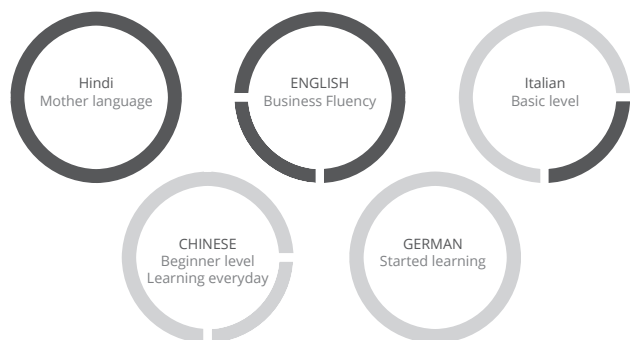 Hindi
Mother language
ENGLISH
Business Fluency
Italian
Basic level
CHINESE
Beginner level
Learning everyday
GERMAN
Started learning